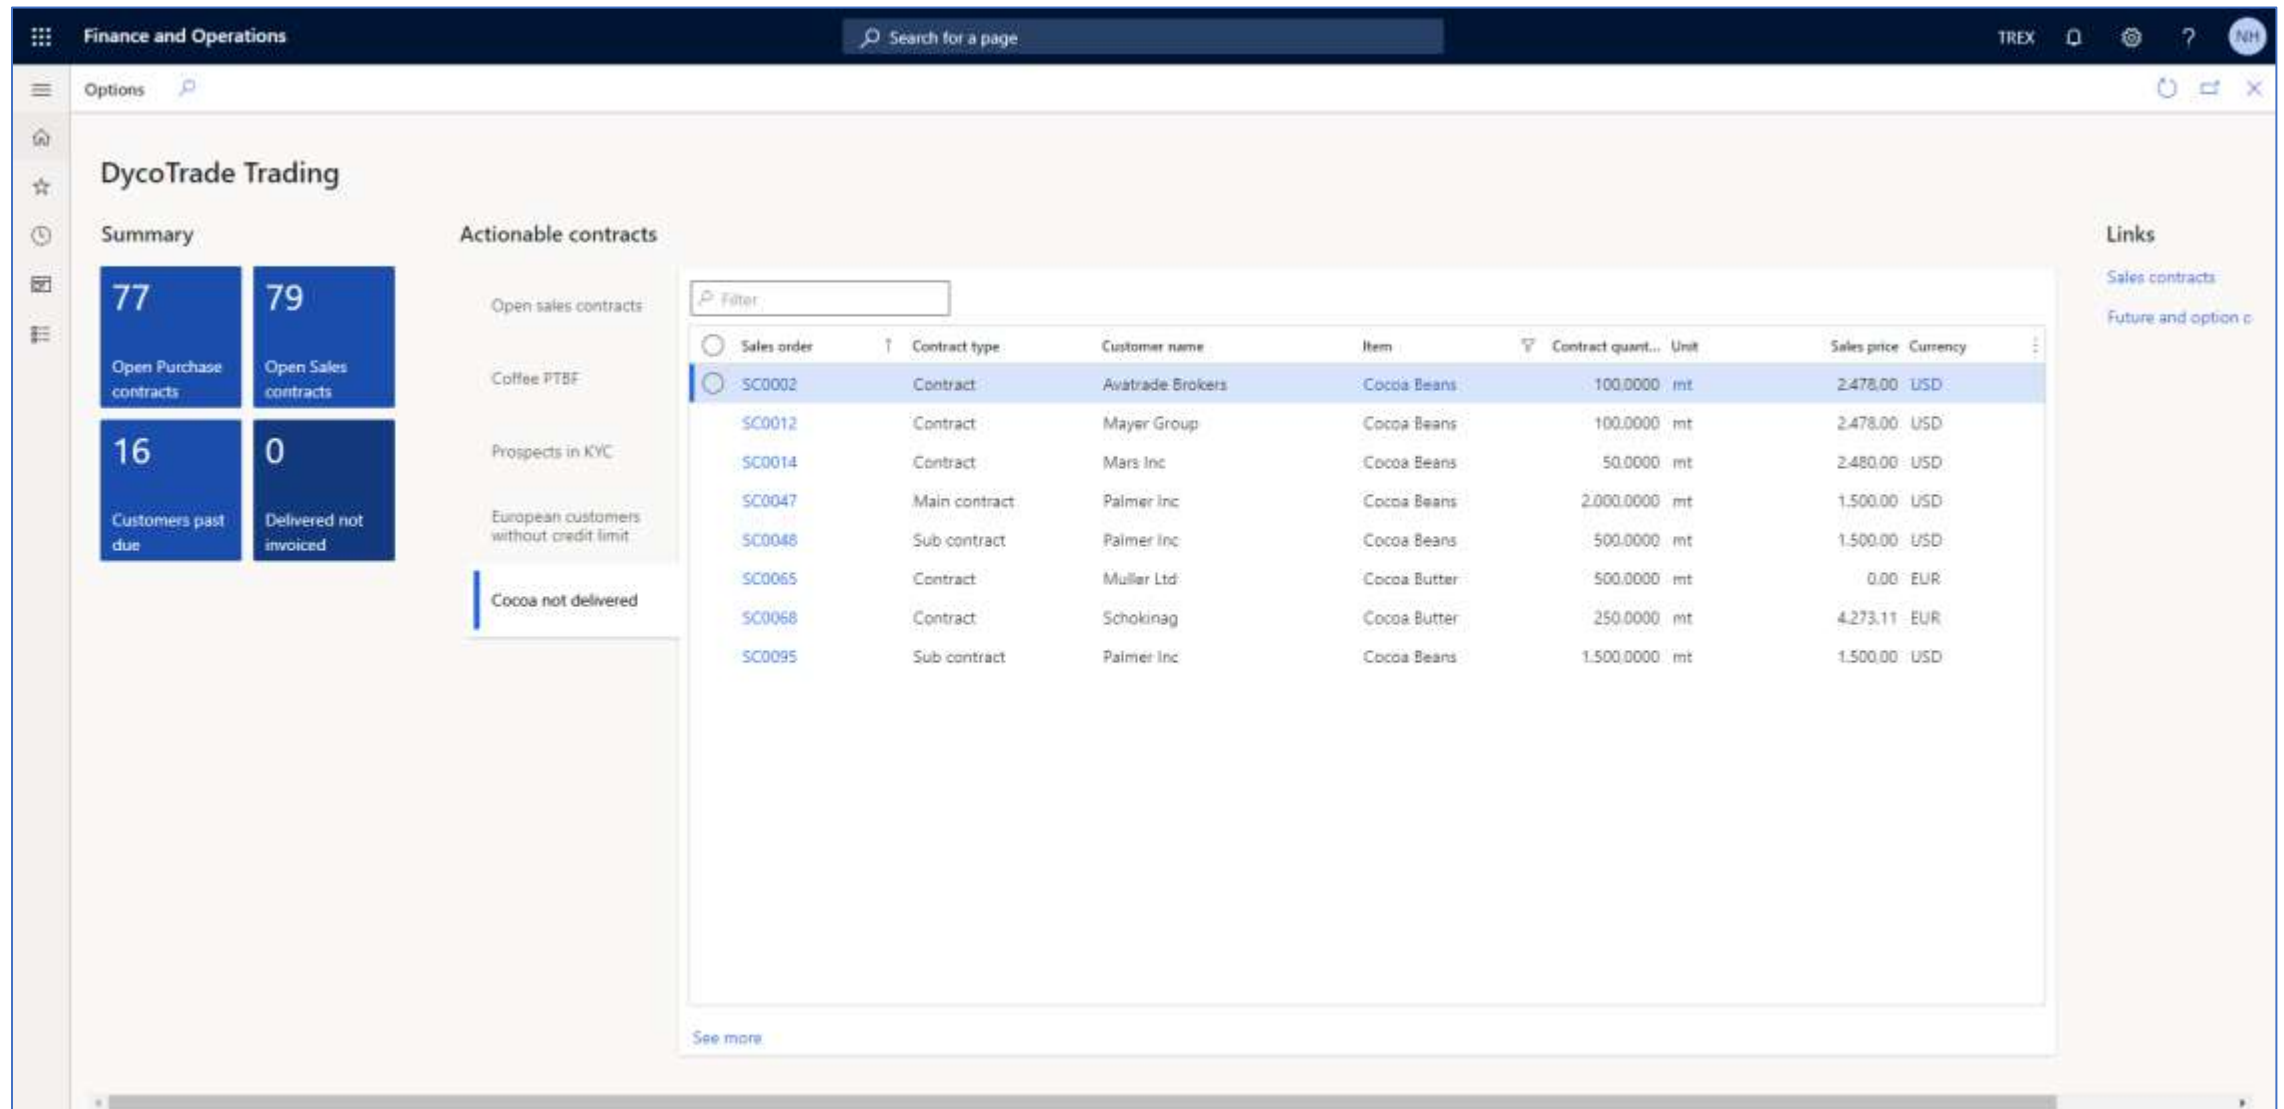 Finance and Operations
Search for a page
TREX
?
NH
Options
DycoTrade Trading
Summary
77
Open Purchase
contracts
79
Open Sales
contracts
16
Customers past
due
0
Delivered not
invoiced
Actionable contracts
Open sales contracts
Coffee PTBF
Prospects in KYC
European customers
without credit limit
Cocoa not delivered
Filter
Sales order ↑ Contract type Customer name Item Contract quant... Unit Sales price Currency
SC0002 Contract Avatrade Brokers Cocoa Beans 100.0000 mt 2.478,00 USD
SC0012 Contract Mayer Group Cocoa Beans 100.0000 mt 2.478,00 USD
SC0014 Contract Mars Inc Cocoa Beans 50.0000 mt 2.480,00 USD
SC0047 Main contract Palmer Inc Cocoa Beans 2.000.0000 mt 1.500,00 USD
SC0048 Sub contract Palmer Inc Cocoa Beans 500.0000 mt 1.500,00 USD
SC0065 Contract Muller Ltd Cocoa Butter 500.0000 mt 0,00 EUR
SC0068 Contract Schokinag Cocoa Butter 250.0000 mt 4.273,11 EUR
SC0095 Sub contract Palmer Inc Cocoa Beans 1.500,0000 mt 1.500,00 USD
See more
Links
Sales contracts
Future and option c